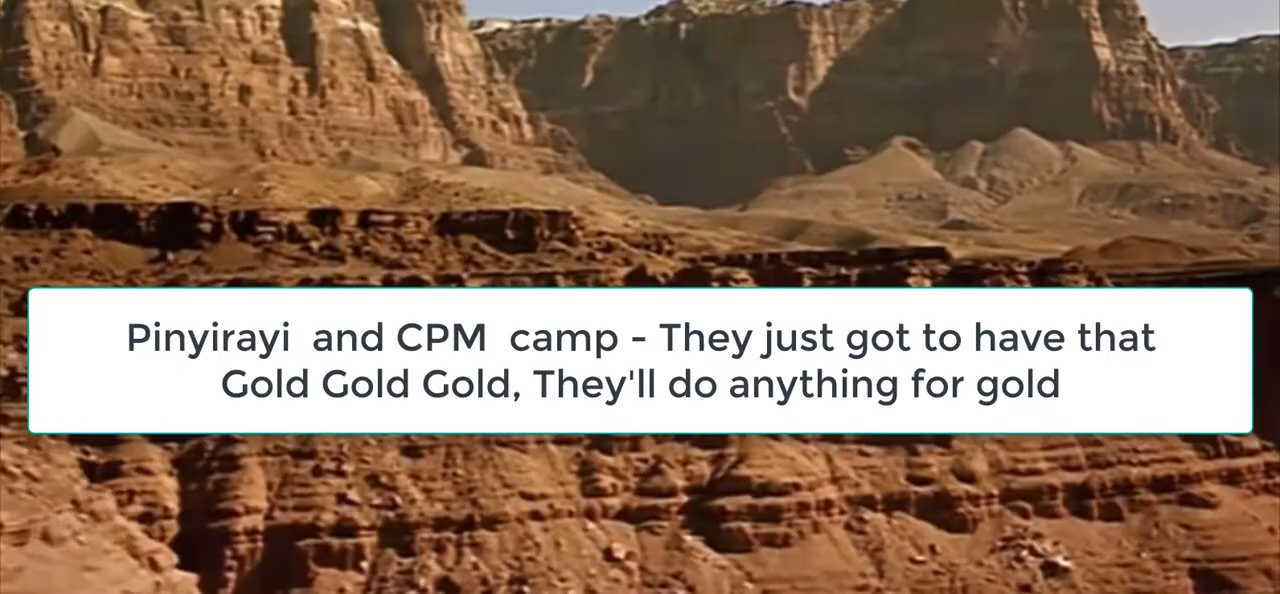 Pinyirayi and CPM camp - They just got to have that
Gold Gold Gold, They'll do anything for gold